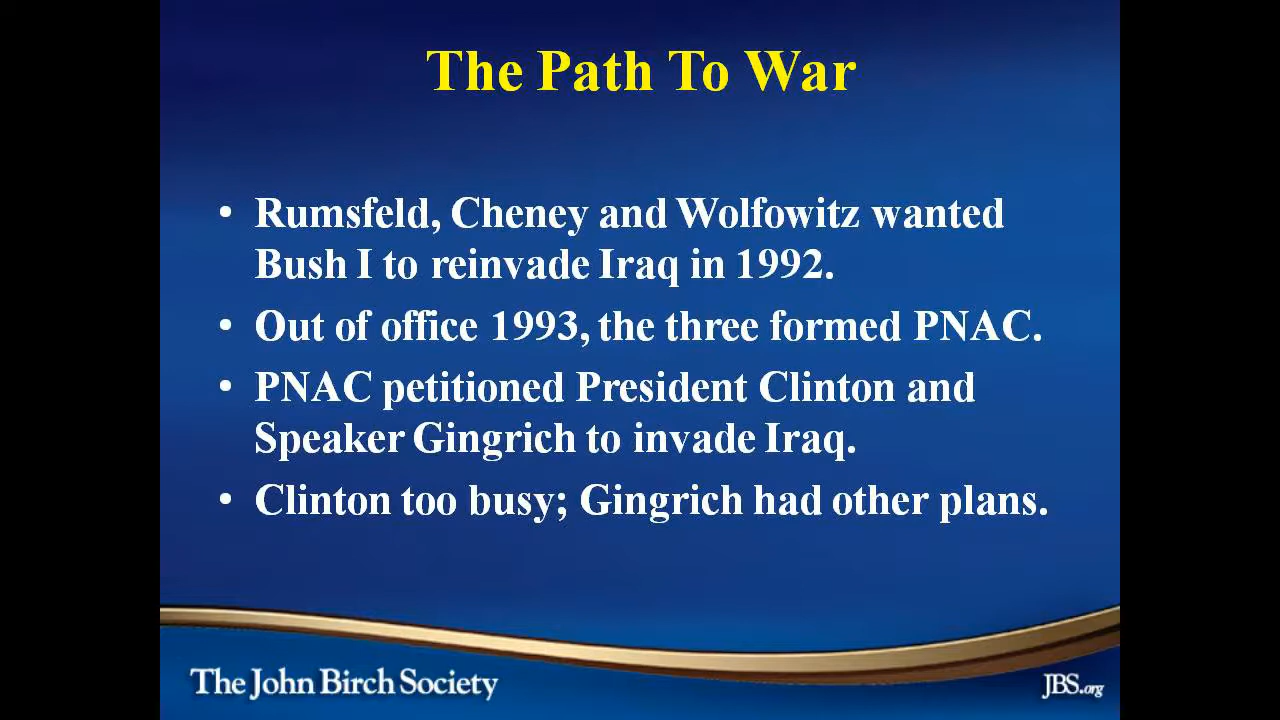 The Path To War
• Rumsfeld, Cheney and Wolfowitz wanted
Bush I to reinvade Iraq in 1992.
• Out of office 1993, the three formed PNAC.
• PNAC petitioned President Clinton and
Speaker Gingrich to invade Iraq.
• Clinton too busy; Gingrich had other plans.
The John Birch Society
JBS.org